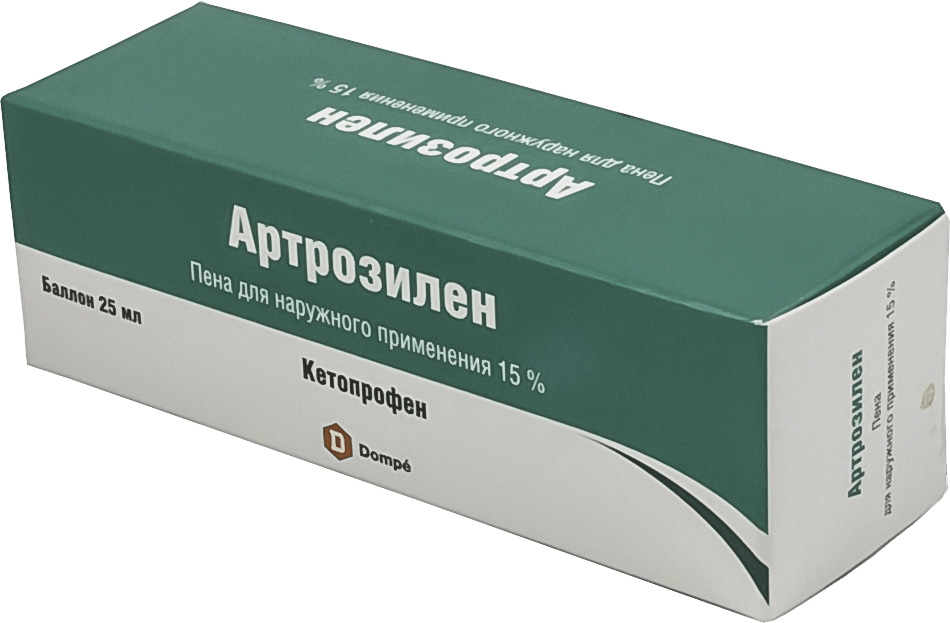 Артрозилен
Пена для наружного применения 15 %
Артрозилен
Пена для наружного применения 15 %
Баллон 25 мл
Кетопрофен
D Dompé
Артрозилен
Пена
для наружного применения 15 %